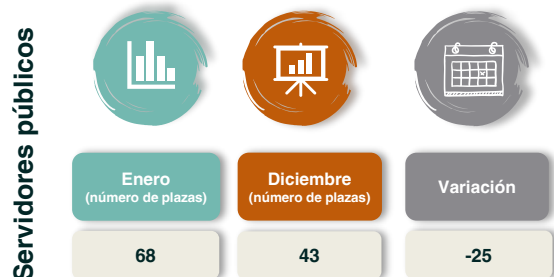 Servidores públicos
Enero
(número de plazas)
Diciembre
(número de plazas)
Variación
68
43
-25